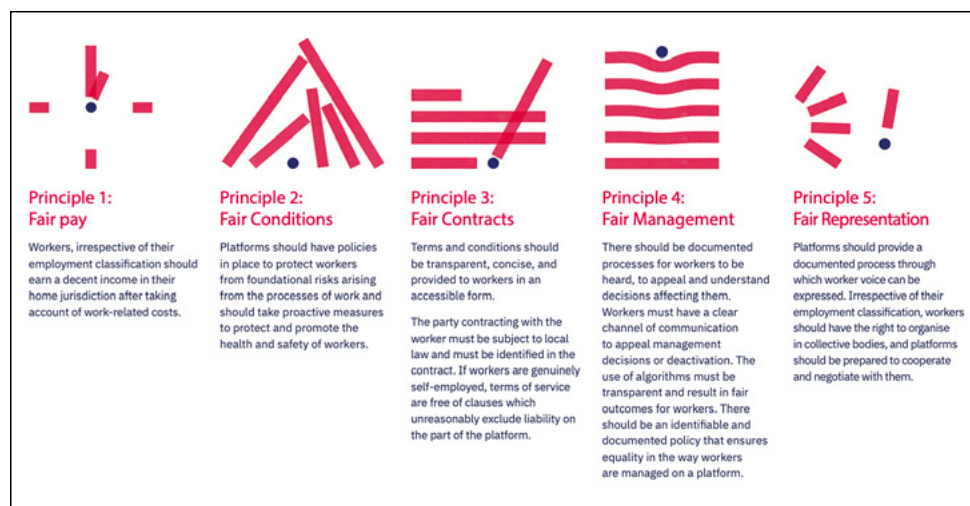 Principle 1:
Fair pay
Workers, irrespective of their
employment classification should
earn a decent income in their
home jurisdiction after taking
account of work-related costs.
Principle 2:
Fair Conditions
Platforms should have policies
in place to protect workers
from foundational risks arising
from the processes of work and
should take proactive measures
to protect and promote the
health and safety of workers.
Principle 3:
Fair Contracts
Terms and conditions should
be transparent, concise, and
provided to workers in an
accessible form.
The party contracting with the
worker must be subject to local
law and must be identified in the
contract. If workers are genuinely
self-employed, terms of service
are free of clauses which
unreasonably exclude liability on
the part of the platform.
Principle 4:
Fair Management
There should be documented
processes for workers to be
heard, to appeal and understand
decisions affecting them.
Workers must have a clear
channel of communication
to appeal management
decisions or deactivation. The
use of algorithms must be
transparent and result in fair
outcomes for workers. There
should be an identifiable and
documented policy that ensures
equality in the way workers
are managed on a platform.
Principle 5:
Fair Representation
Platforms should provide a
documented process through
which worker voice can be
expressed. Irrespective of their
employment classification, workers
should have the right to organise
in collective bodies, and platforms
should be prepared to cooperate
and negotiate with them.